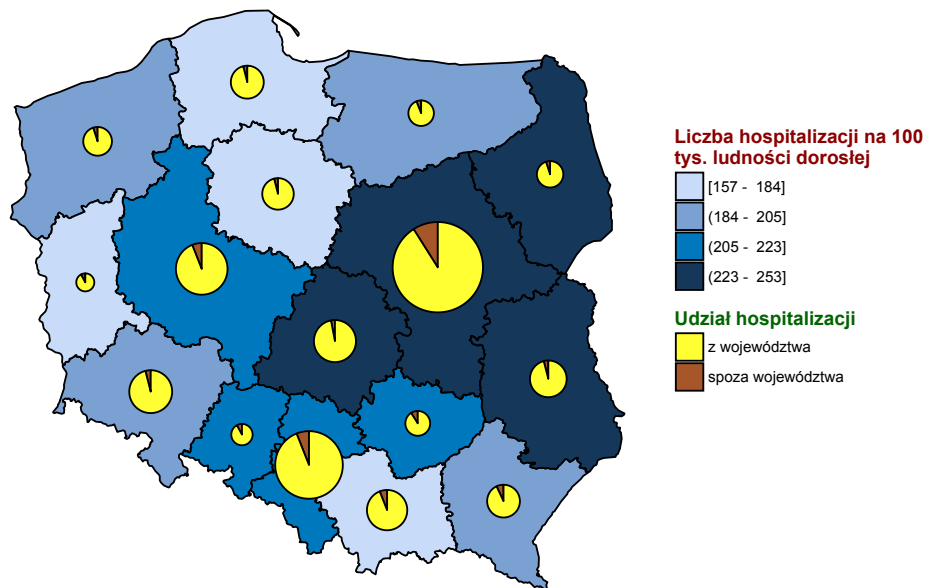 Liczba hospitalizacji na 100
tys. ludności dorosłej
[157 - 184]
(184 - 205]
(205 - 223]
(223 - 253]
Udział hospitalizacji
z województwa
spoza województwa